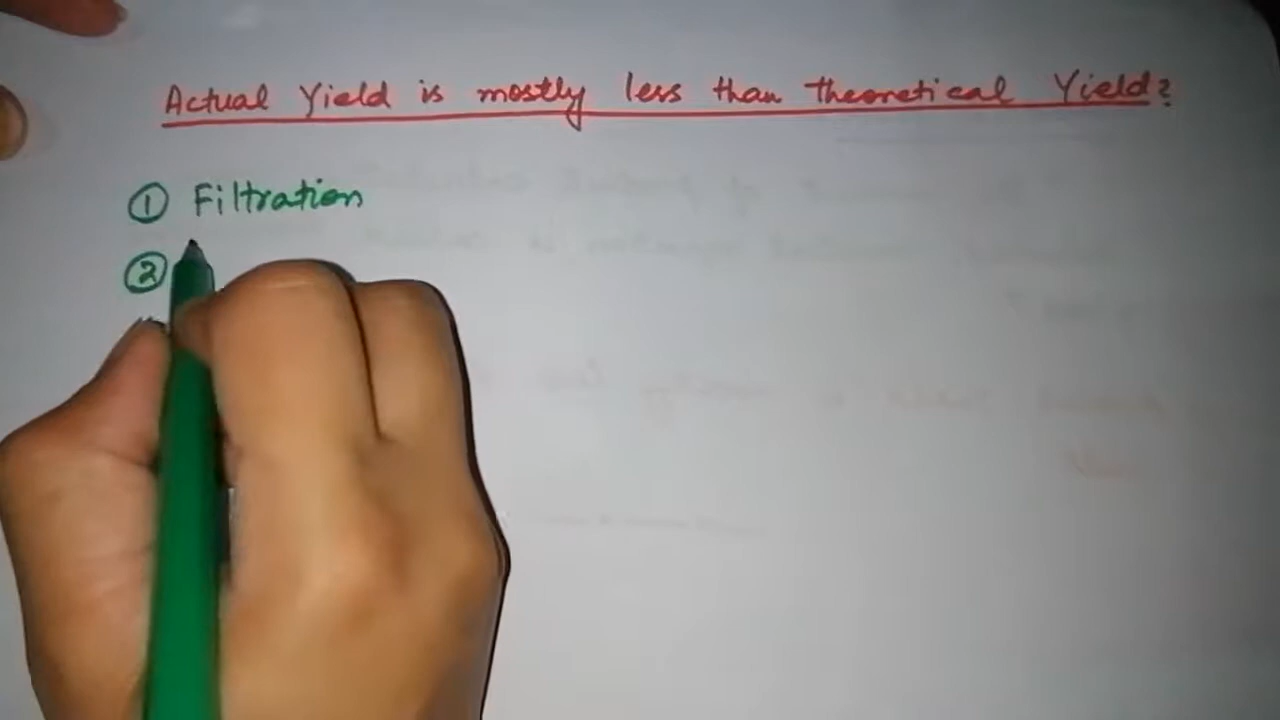 Actual Yield is mostly less than theoretical Yield?
① Filtration
②